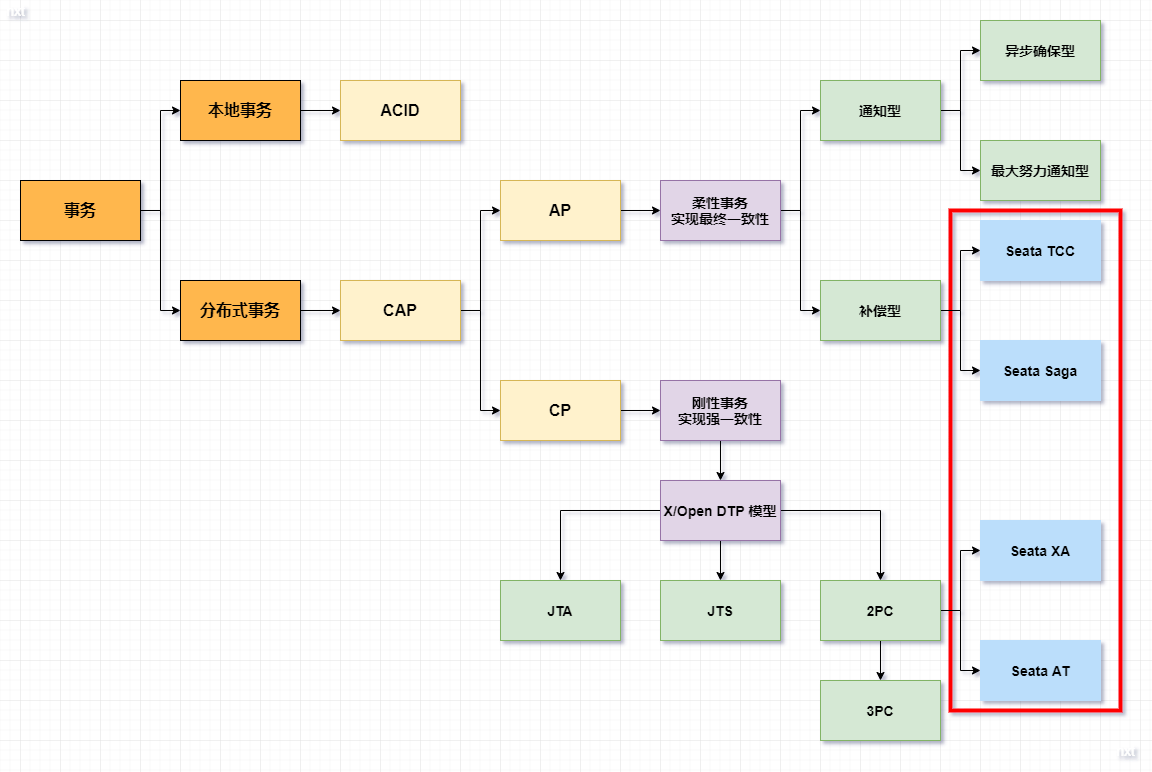 txt
异步确保型
本地事务
ACID
通知型
最大努力通知型
事务
AP
柔性事务
实现最终一致性
Seata TCC
分布式事务
CAP
补偿型
Seata Saga
CP
刚性事务
实现强一致性
X/Open DTP 模型
Seata XA
JTA
JTS
2PC
Seata AT
3PC
txt